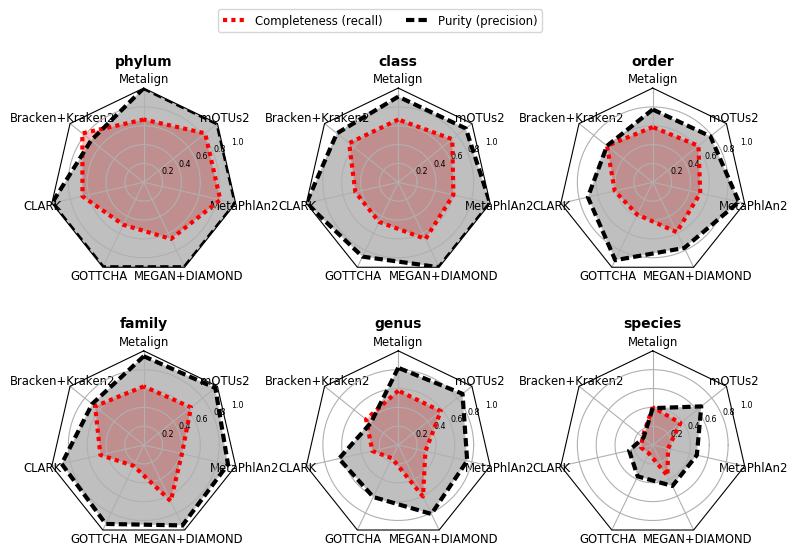 Completeness (recall) Purity (precision)
phylum class order
Metalign Metalign Metalign
Bracken+Kraken2 mOTUs2 Bracken+Kraken2 mOTUs2 Bracken+Kraken2 mOTUs2
0.2 0.4 0.6 0.8 1.0 0.2 0.4 0.6 0.8 1.0 0.2 0.4 0.6 0.8 1.0
CLARK MetaPhlAn2 CLARK MetaPhlAn2 CLARK MetaPhlAn2
GOTTCHA MEGAN+DIAMOND GOTTCHA MEGAN+DIAMOND GOTTCHA MEGAN+DIAMOND
family genus species
Metalign Metalign Metalign
Bracken+Kraken2 mOTUs2 Bracken+Kraken2 mOTUs2 Bracken+Kraken2 mOTUs2
0.2 0.4 0.6 0.8 1.0 0.2 0.4 0.6 0.8 1.0 0.2 0.4 0.6 0.8 1.0
CLARK MetaPhlAn2 CLARK MetaPhlAn2 CLARK MetaPhlAn2
GOTTCHA MEGAN+DIAMOND GOTTCHA MEGAN+DIAMOND GOTTCHA MEGAN+DIAMOND